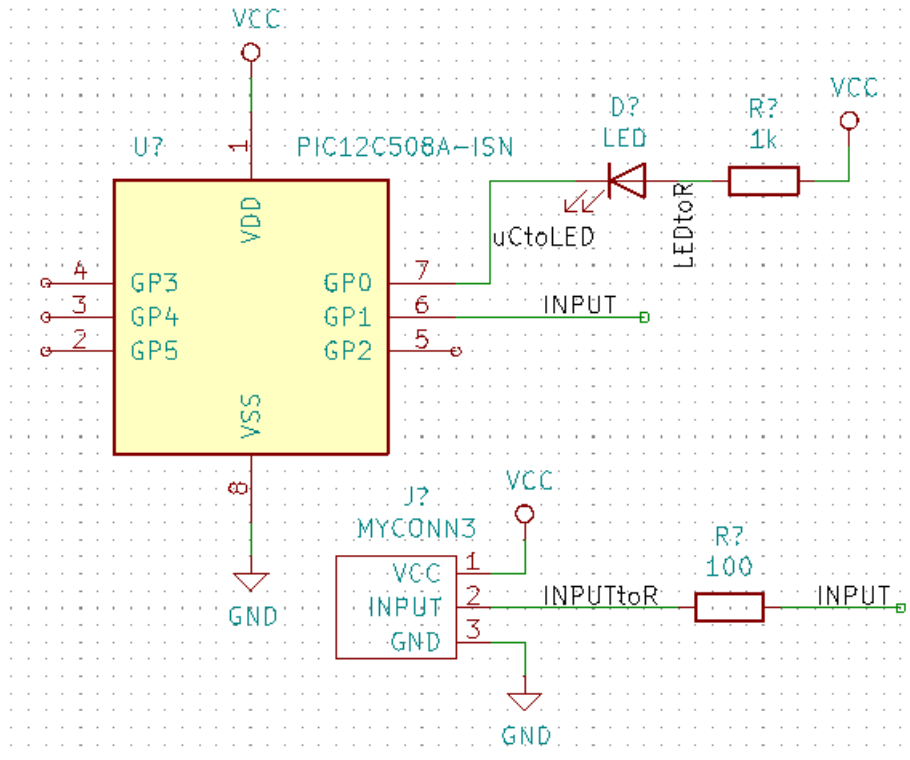 VCC
U?
1
PIC12C508A-ISN
D?
LED
R?
1k
VCC
VDD
uCtoLED
LEDtoR
4 GP3
GP0 7
3 GP4
GP1 6
INPUT
2 GP5
GP2 5
VSS
8
GND
J?
MYCONN3
VCC
VCC 1
INPUT 2
GND 3
INPUTtoR
R?
100
INPUT
GND